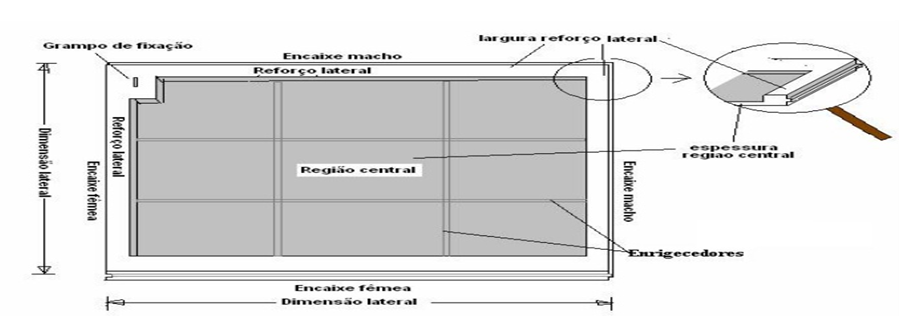 Grampo de fixação
Encaixe macho
largura reforço lateral
Reforço lateral
Dimensão lateral
Encaixe fêmea
Reforço lateral
Região central
espessura
região central
Encaixe macho
Enrigecedores
Encaixe fêmea
Dimensão lateral